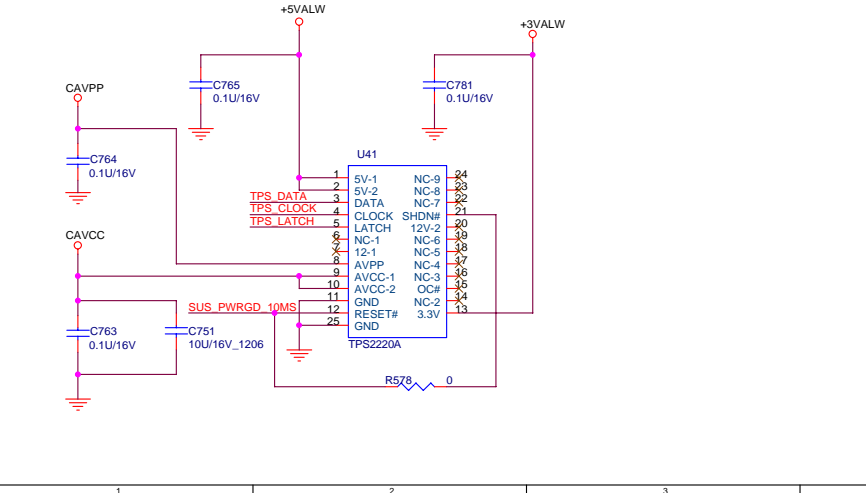 +5VALW
+3VALW
C765
0.1U/16V
C781
0.1U/16V
CAVPP
C764
0.1U/16V
U41
1 5V-1 NC-9 24
2 5V-2 NC-8 23
TPS_DATA 3 DATA NC-7 22
TPS_CLOCK 4 CLOCK SHDN# 21
TPS_LATCH 5 LATCH 12V-2 20
6 NC-1 NC-6 19
7 12-1 NC-5 18
8 AVPP NC-4 17
9 AVCC-1 NC-3 16
10 AVCC-2 OC# 15
11 GND NC-2 14
SUS_PWRGD_10MS 12 RESET# 3.3V 13
25 GND
TPS2220A
CAVCC
C763
0.1U/16V
C751
10U/16V_1206
R578 0
1 2 3